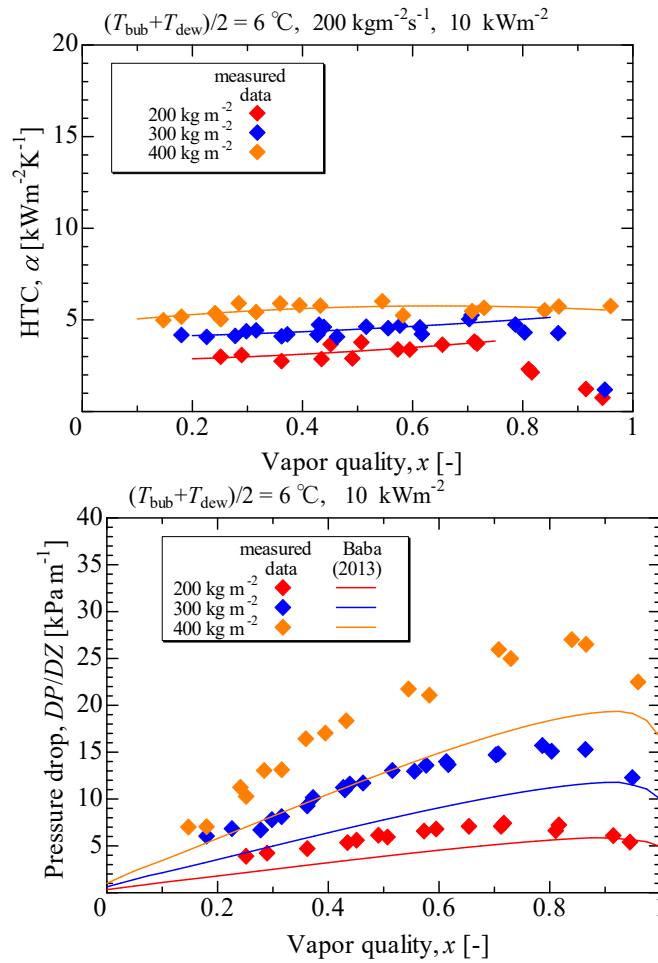 (Tbub+Tdew)/2 = 6 ℃, 200 kgm-2s-1, 10 kWm-2
20
15
10
5
0
HTC, α [kWm-2K-1]
measured
data
200 kg m-2
300 kg m-2
400 kg m-2
0 0.2 0.4 0.6 0.8 1
Vapor quality, x [-]
(Tbub+Tdew)/2 = 6 ℃, 10 kWm-2
40
35
30
25
20
15
10
5
Pressure drop, DP/DZ [kPa m-1]
measured Baba
data (2013)
200 kg m-2
300 kg m-2
400 kg m-2
0 0.2 0.4 0.6 0.8
Vapor quality, x [-]